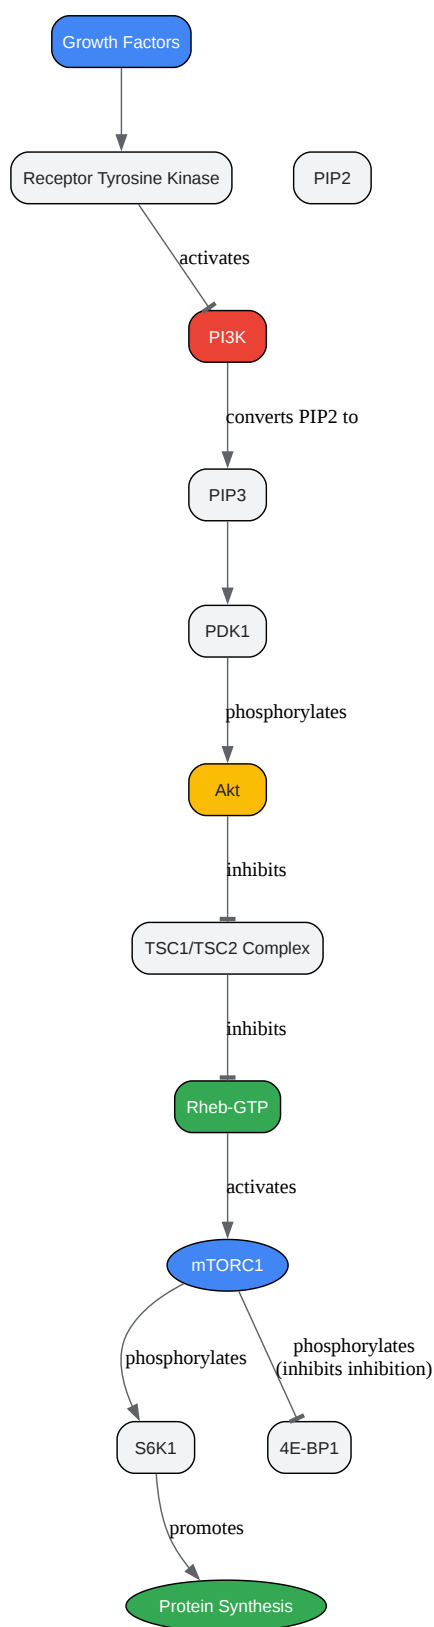 Growth Factors
Receptor Tyrosine Kinase
PIP2
activates
PI3K
converts PIP2 to
PIP3
PDK1
phosphorylates
Akt
inhibits
TSC1/TSC2 Complex
inhibits
Rheb-GTP
activates
mTORC1
phosphorylates
phosphorylates
(inhibits inhibition)
S6K1
4E-BP1
promotes
Protein Synthesis